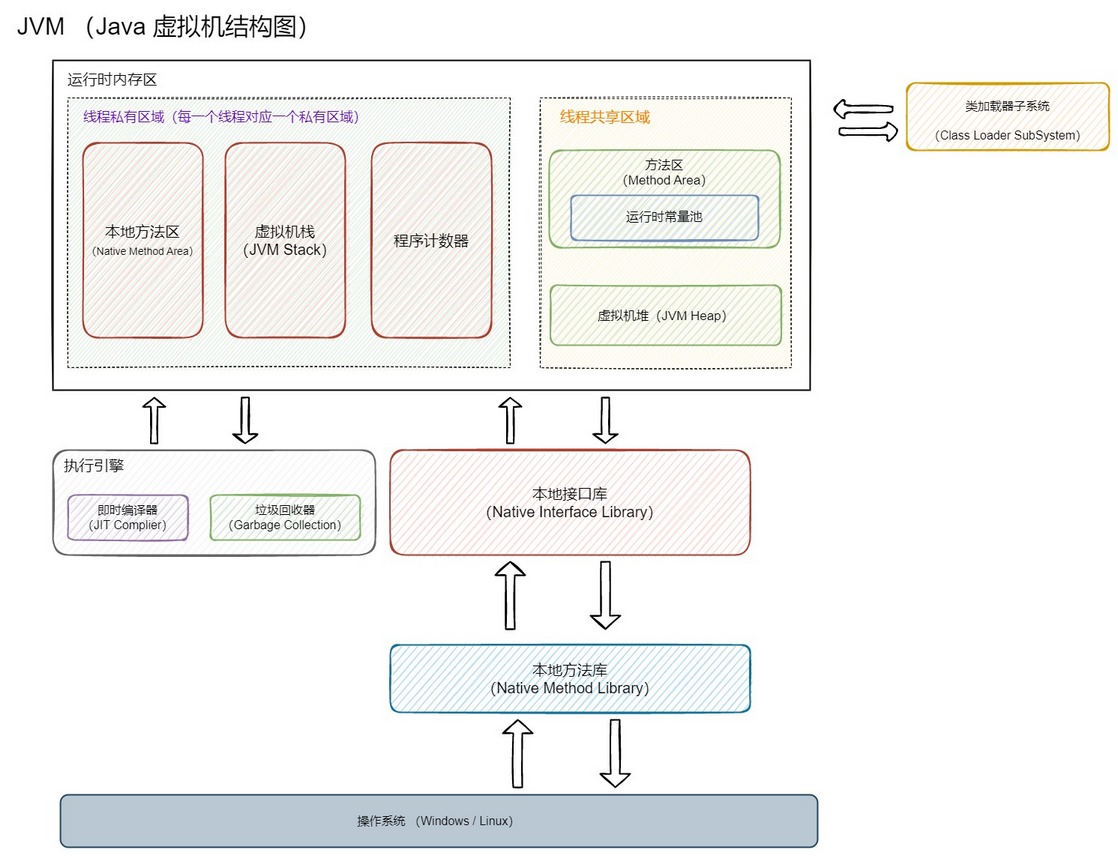 JVM （Java 虚拟机结构图）
运行时内存区
线程私有区域（每一个线程对应一个私有区域）
本地方法区
（Native Method Area）
虚拟机栈
（JVM Stack）
程序计数器
线程共享区域
方法区
（Method Area）
运行时常量池
虚拟机堆（JVM Heap）
类加载器子系统
（Class Loader SubSystem）
执行引擎
即时编译器
（JIT Complier）
垃圾回收器
（Garbage Collection）
本地接口库
（Native Interface Library）
本地方法库
（Native Method Library）
操作系统 （Windows / Linux）